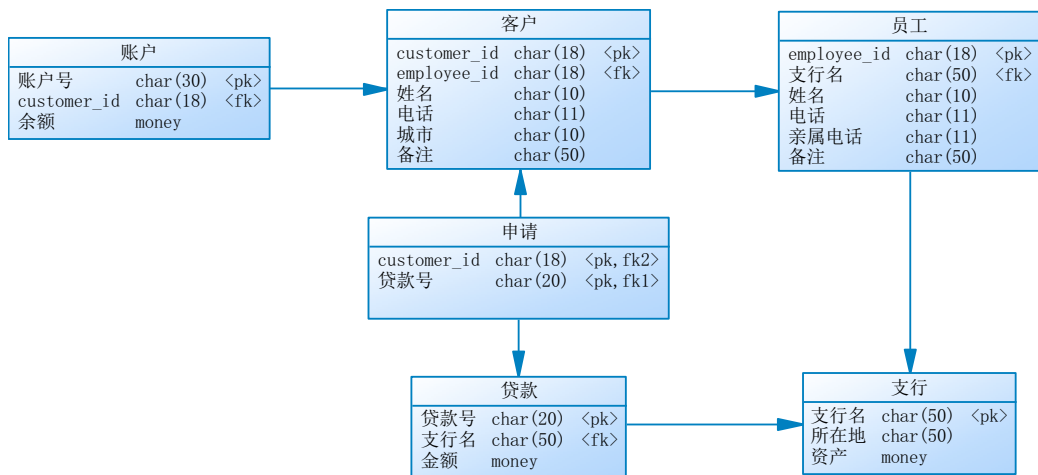 账户
账户号 char(30) <pk>
customer_id char(18) <fk>
余额 money
客户
customer_id char(18) <pk>
employee_id char(18) <fk>
姓名 char(10)
电话 char(11)
城市 char(10)
备注 char(50)
员工
employee_id char(18) <pk>
支行名 char(50) <fk>
姓名 char(10)
电话 char(11)
亲属电话 char(11)
备注 char(50)
申请
customer_id char(18) <pk,fk2>
贷款号 char(20) <pk,fk1>
贷款
贷款号 char(20) <pk>
支行名 char(50) <fk>
金额 money
支行
支行名 char(50) <pk>
所在地 char(50)
资产 money